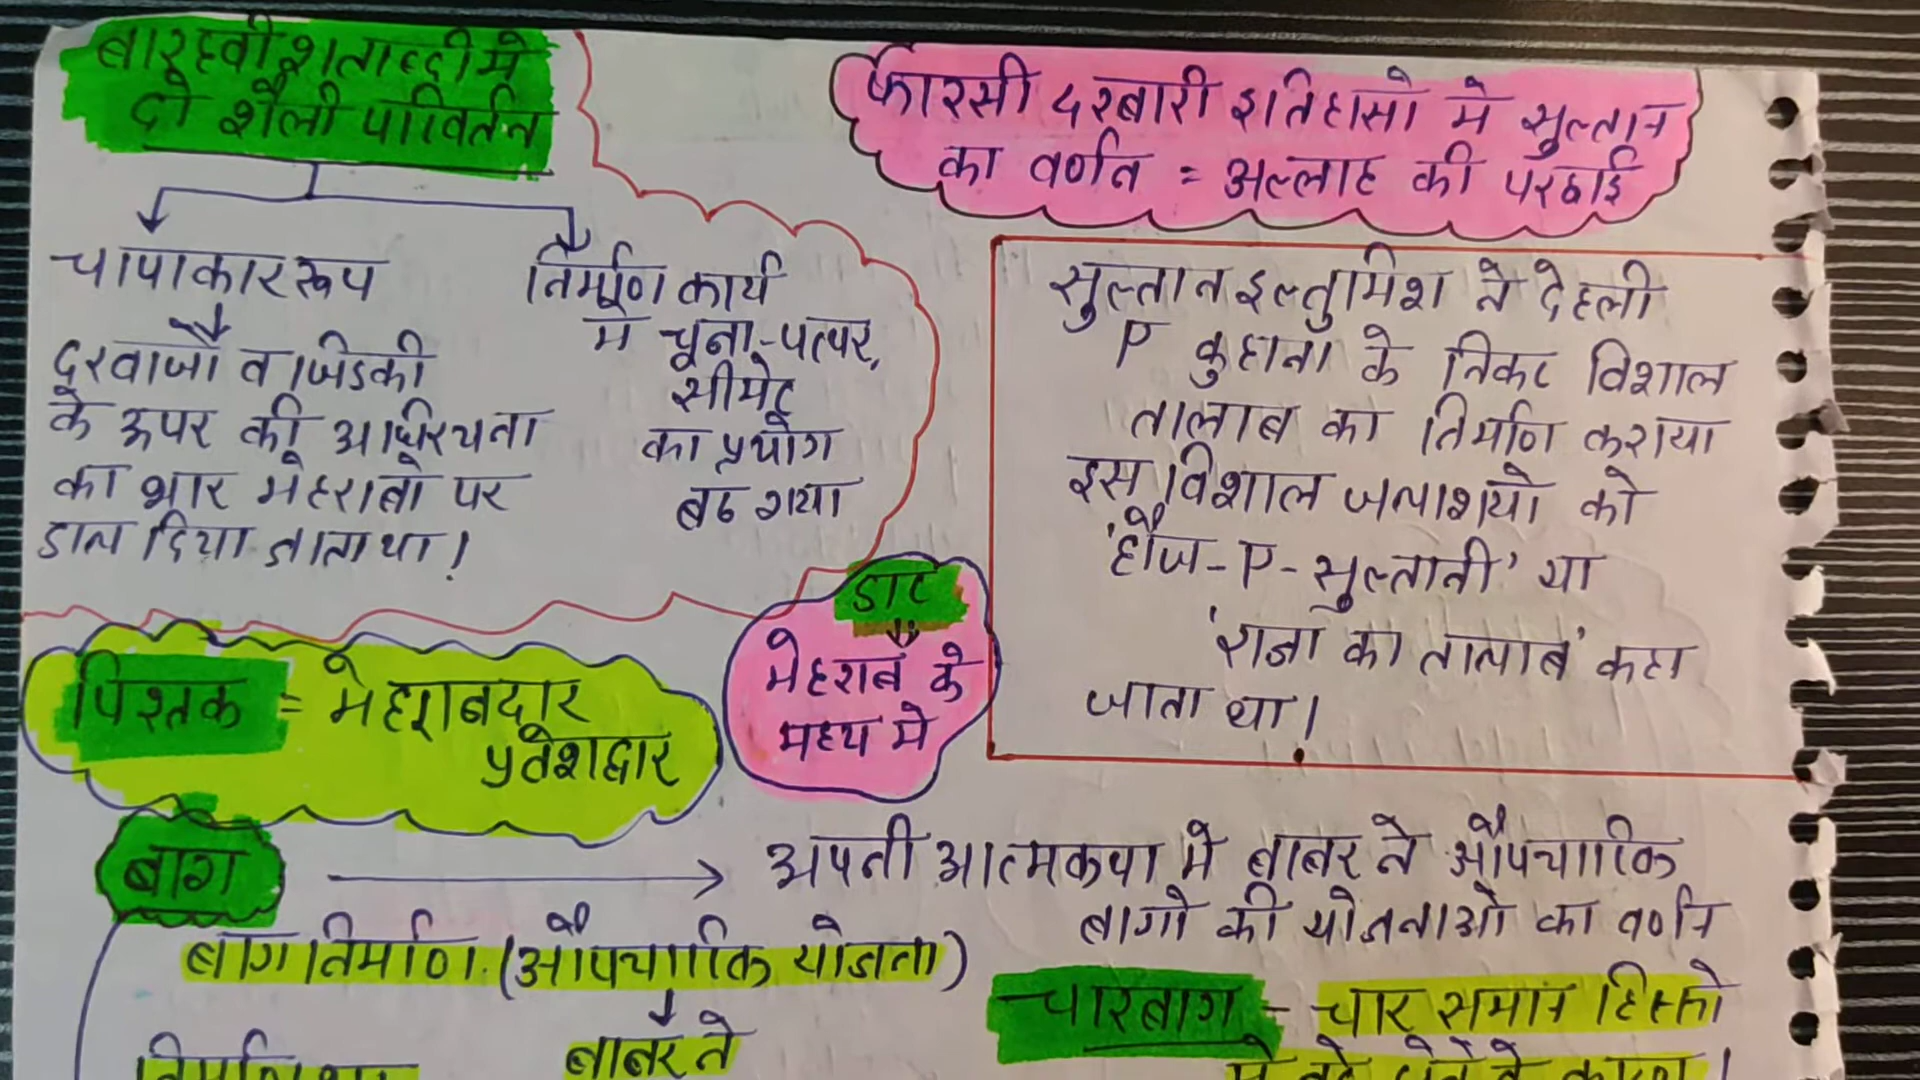 बारहवी शताब्दी मे
दो शैली परिवर्तन
चापाकार रूप
दरवाजों व खिडकी
के ऊपर की अधिरचना
का भार मेहराबो पर
डाल दिया जाता था!
निर्माण कार्य
मे चूना-पत्थर,
सीमेंट
का प्रयोग
बढ गया
फारसी दरबारी इतिहासो मे सुल्तान
का वर्णन = अल्लाह की परछाई
सुल्तान इल्तुमिश ने देहली
ए कुहाना के निकट विशाल
तालाब का निर्माण कराया
इस विशाल जलाशयो को
'हौज-ए-सुल्तानी' या
'राजा का तालाब' कहा
जाता था!
डाट
मेहराब के
मध्य मे
पिश्तक = मेहराबदार
प्रवेशद्वार
बाग
अपनी आत्मकथा मे बाबर ने औपचारिक
बागो की योजनाओ का वर्णन
बाग निर्माण (औपचारिक योजना)
बाबर ने
चारबाग - चार समान हिस्सो